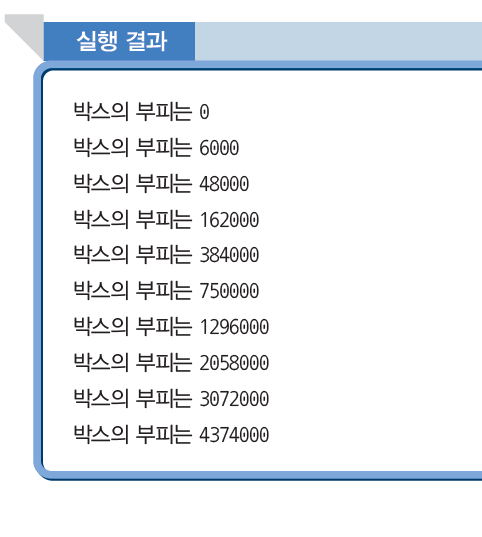 실행 결과
박스의 부피는 0
박스의 부피는 6000
박스의 부피는 48000
박스의 부피는 162000
박스의 부피는 384000
박스의 부피는 750000
박스의 부피는 1296000
박스의 부피는 2058000
박스의 부피는 3072000
박스의 부피는 4374000